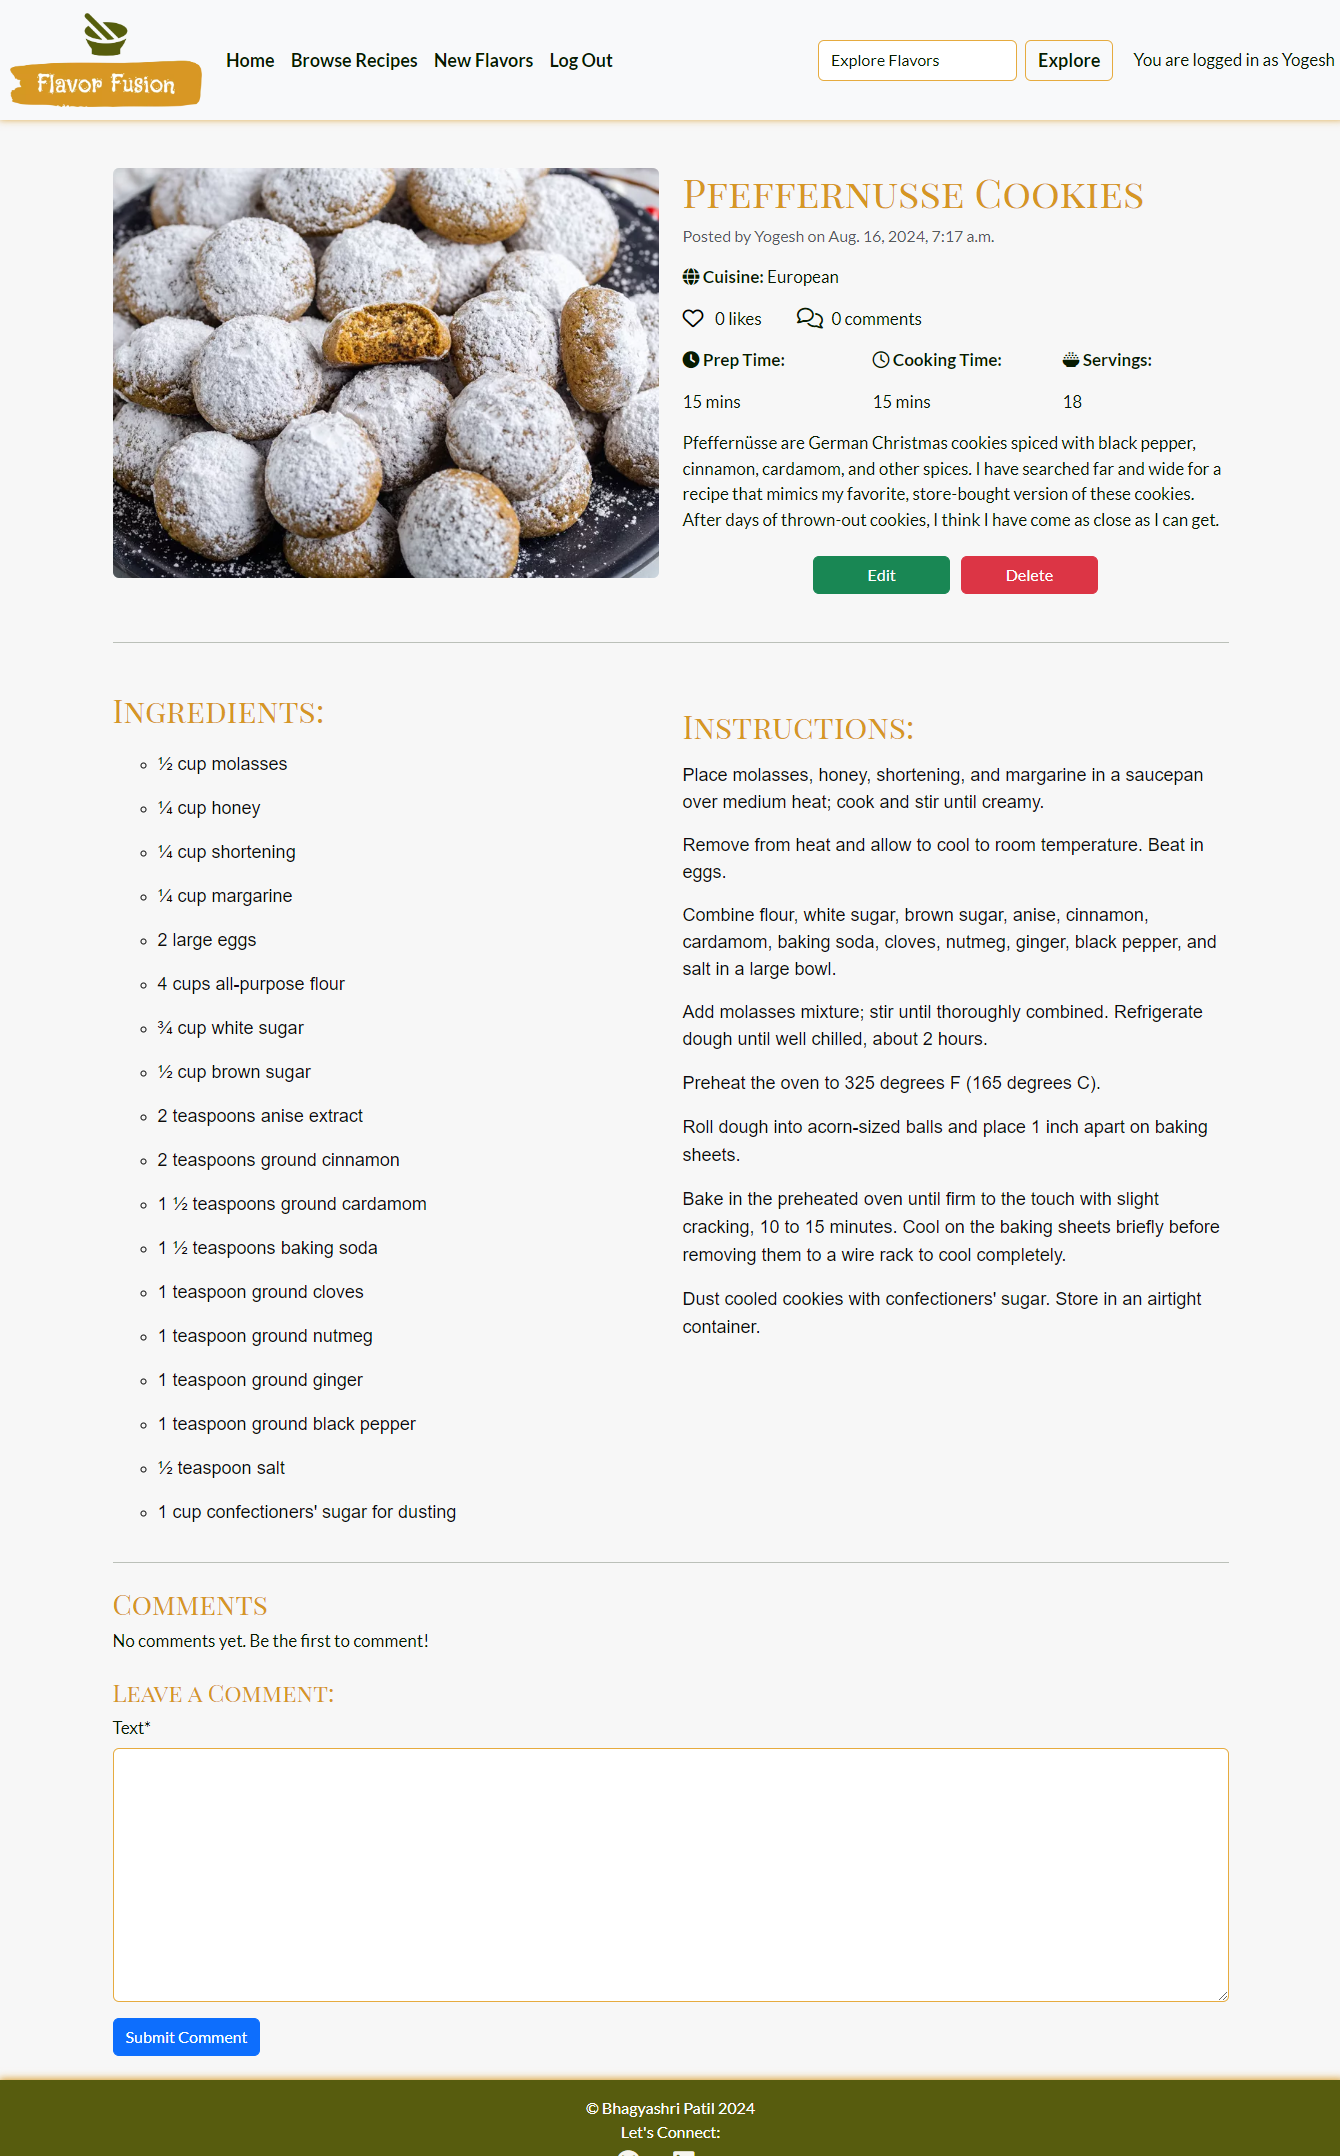 Flavor Fusion
Home Browse Recipes New Flavors Log Out
Explore Flavors Explore You are logged in as Yogesh
Pfeffernusse Cookies
Posted by Yogesh on Aug. 16, 2024, 7:17 a.m.
Cuisine: European
0 likes 0 comments
Prep Time: Cooking Time: Servings:
15 mins 15 mins 18
Pfeffernüsse are German Christmas cookies spiced with black pepper,
cinnamon, cardamom, and other spices. I have searched far and wide for a
recipe that mimics my favorite, store-bought version of these cookies.
After days of thrown-out cookies, I think I have come as close as I can get.
Edit Delete
Ingredients:
½ cup molasses
¼ cup honey
¼ cup shortening
¼ cup margarine
2 large eggs
4 cups all-purpose flour
¾ cup white sugar
½ cup brown sugar
2 teaspoons anise extract
2 teaspoons ground cinnamon
1 ½ teaspoons ground cardamom
1 ½ teaspoons baking soda
1 teaspoon ground cloves
1 teaspoon ground nutmeg
1 teaspoon ground ginger
1 teaspoon ground black pepper
½ teaspoon salt
1 cup confectioners' sugar for dusting
Instructions:
Place molasses, honey, shortening, and margarine in a saucepan
over medium heat; cook and stir until creamy.
Remove from heat and allow to cool to room temperature. Beat in
eggs.
Combine flour, white sugar, brown sugar, anise, cinnamon,
cardamom, baking soda, cloves, nutmeg, ginger, black pepper, and
salt in a large bowl.
Add molasses mixture; stir until thoroughly combined. Refrigerate
dough until well chilled, about 2 hours.
Preheat the oven to 325 degrees F (165 degrees C).
Roll dough into acorn-sized balls and place 1 inch apart on baking
sheets.
Bake in the preheated oven until firm to the touch with slight
cracking, 10 to 15 minutes. Cool on the baking sheets briefly before
removing them to a wire rack to cool completely.
Dust cooled cookies with confectioners' sugar. Store in an airtight
container.
Comments
No comments yet. Be the first to comment!
Leave a Comment:
Text*
Submit Comment
© Bhagyashri Patil 2024
Let's Connect: